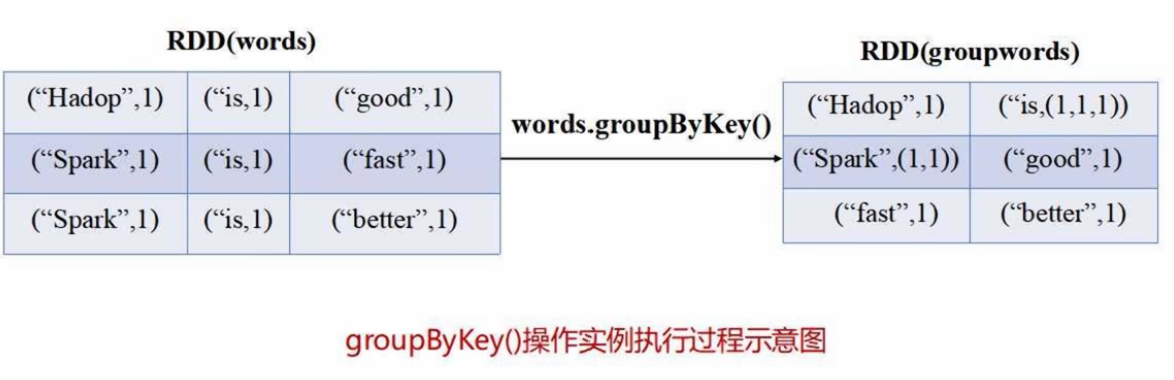 RDD(words)
(“Hadop”,1) (“is,1) (“good”,1)
(“Spark”,1) (“is,1) (“fast”,1)
(“Spark”,1) (“is,1) (“better”,1)
words.groupByKey()
RDD(groupwords)
(“Hadop”,1) (“is,(1,1,1))
(“Spark”,(1,1)) (“good”,1)
(“fast”,1) (“better”,1)
groupByKey()操作实例执行过程示意图